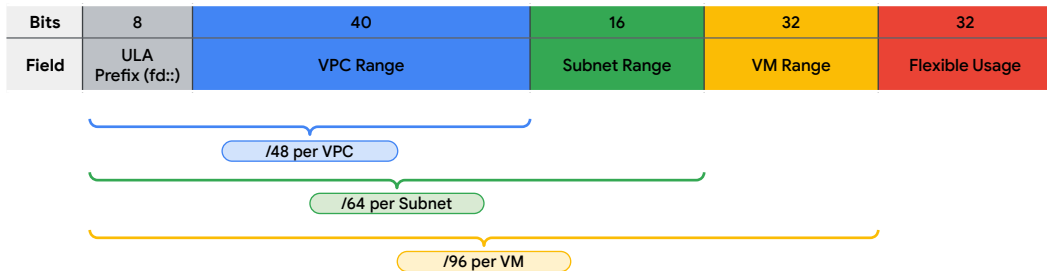 Bits 8 40 16 32 32
Field ULA Prefix (fd::) VPC Range Subnet Range VM Range Flexible Usage
/48 per VPC
/64 per Subnet
/96 per VM